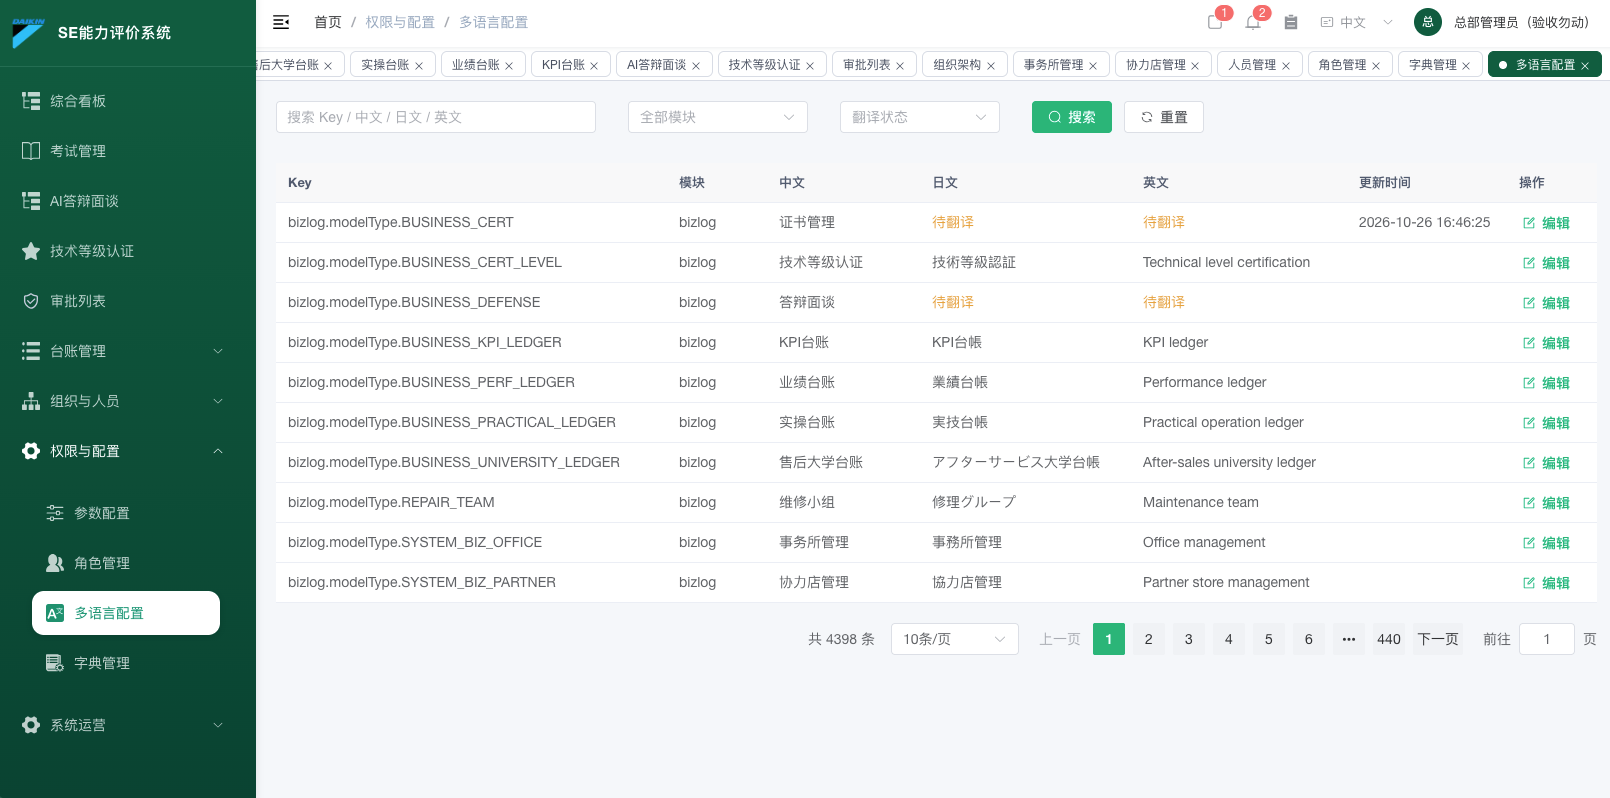 DAIKIN
SE能力评价系统
综合看板
考试管理
AI答辩面谈
技术等级认证
审批列表
台账管理
组织与人员
权限与配置
参数配置
角色管理
多语言配置
字典管理
系统运营
首页 / 权限与配置 / 多语言配置
1
2
中文
总
总部管理员（验收勿动）
后大学台账
实操台账
业绩台账
KPI台账
AI答辩面谈
技术等级认证
审批列表
组织架构
事务所管理
协力店管理
人员管理
角色管理
字典管理
多语言配置
搜索 Key / 中文 / 日文 / 英文
全部模块
翻译状态
搜索
重置
Key 模块 中文 日文 英文 更新时间 操作
bizlog.modelType.BUSINESS_CERT bizlog 证书管理 待翻译 待翻译 2026-10-26 16:46:25 编辑
bizlog.modelType.BUSINESS_CERT_LEVEL bizlog 技术等级认证 技術等級認証 Technical level certification 编辑
bizlog.modelType.BUSINESS_DEFENSE bizlog 答辩面谈 待翻译 待翻译 编辑
bizlog.modelType.BUSINESS_KPI_LEDGER bizlog KPI台账 KPI台帳 KPI ledger 编辑
bizlog.modelType.BUSINESS_PERF_LEDGER bizlog 业绩台账 業績台帳 Performance ledger 编辑
bizlog.modelType.BUSINESS_PRACTICAL_LEDGER bizlog 实操台账 実技台帳 Practical operation ledger 编辑
bizlog.modelType.BUSINESS_UNIVERSITY_LEDGER bizlog 售后大学台账 アフターサービス大学台帳 After-sales university ledger 编辑
bizlog.modelType.REPAIR_TEAM bizlog 维修小组 修理グループ Maintenance team 编辑
bizlog.modelType.SYSTEM_BIZ_OFFICE bizlog 事务所管理 事務所管理 Office management 编辑
bizlog.modelType.SYSTEM_BIZ_PARTNER bizlog 协力店管理 協力店管理 Partner store management 编辑
共 4398 条 10条/页 上一页 1 2 3 4 5 6 ••• 440 下一页 前往 1 页